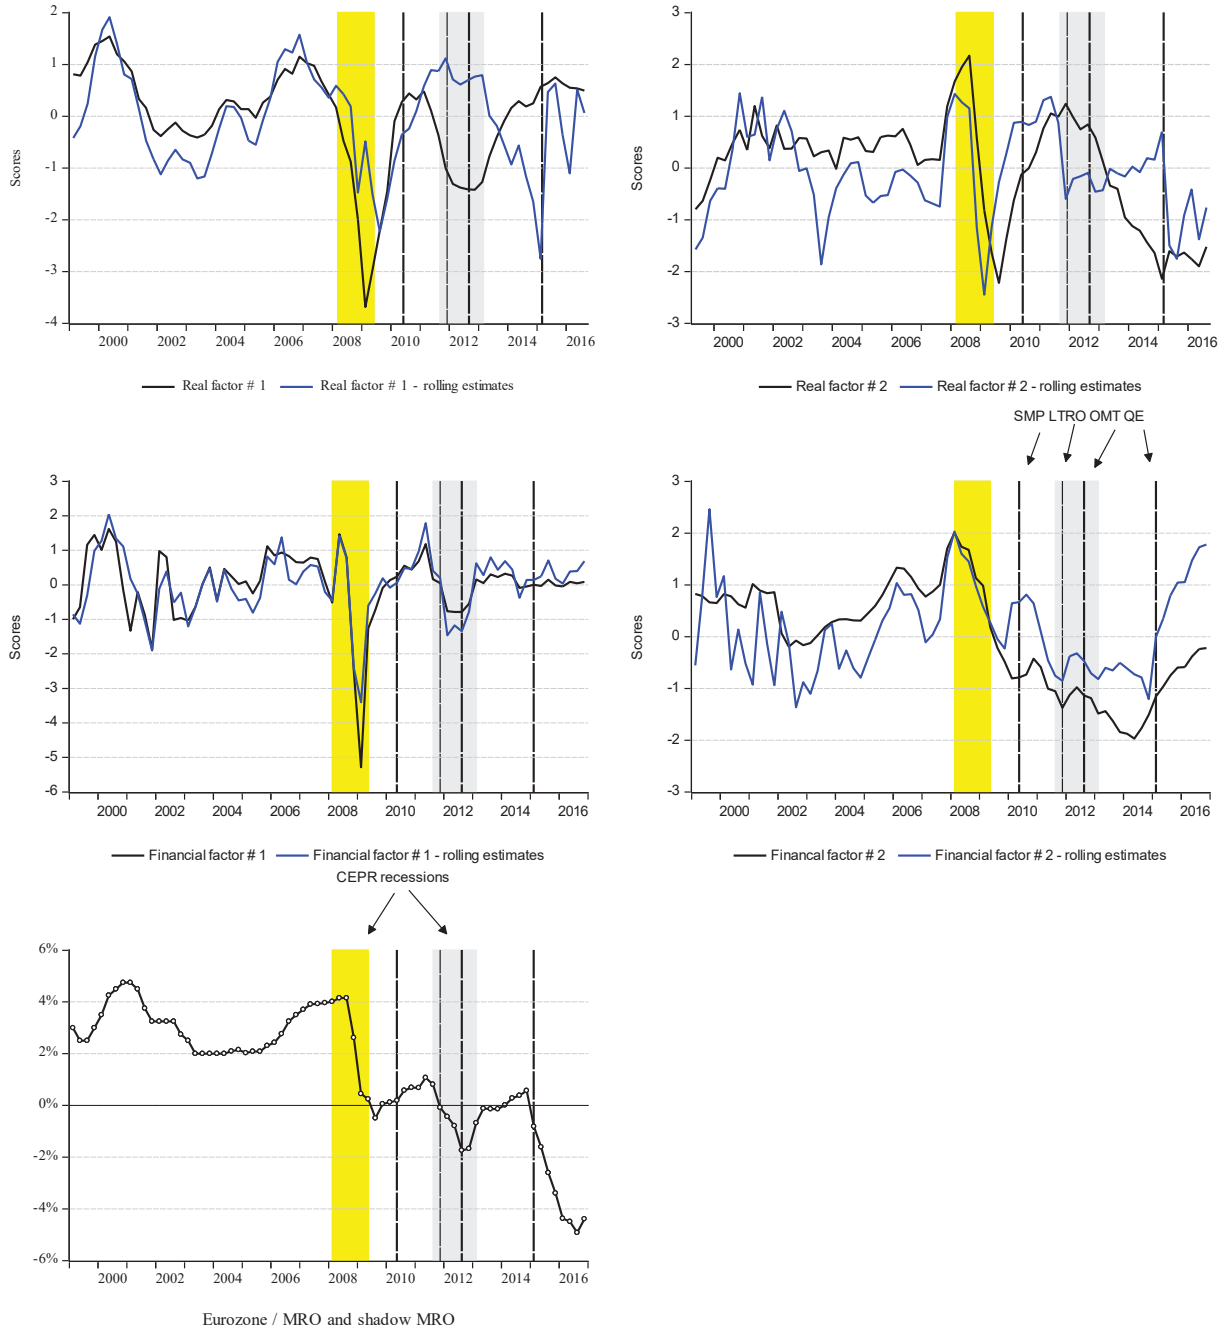 2
1
0
-1
-2
-3
-4
Scores
2000 2002 2004 2006 2008 2010 2012 2014 2016
Real factor # 1 Real factor # 1 - rolling estimates
3
2
1
0
-1
-2
-3
Scores
2000 2002 2004 2006 2008 2010 2012 2014 2016
Real factor # 2 Real factor # 2 - rolling estimates
3
2
1
0
-1
-2
-3
-4
-5
-6
Scores
2000 2002 2004 2006 2008 2010 2012 2014 2016
Financial factor # 1 Financial factor # 1 - rolling estimates
SMP LTRO OMT QE
3
2
1
0
-1
-2
-3
Scores
2000 2002 2004 2006 2008 2010 2012 2014 2016
Financal factor # 2 Financial factor # 2 - rolling estimates
CEPR recessions
6%
4%
2%
0%
-2%
-4%
-6%
2000 2002 2004 2006 2008 2010 2012 2014 2016
Eurozone / MRO and shadow MRO